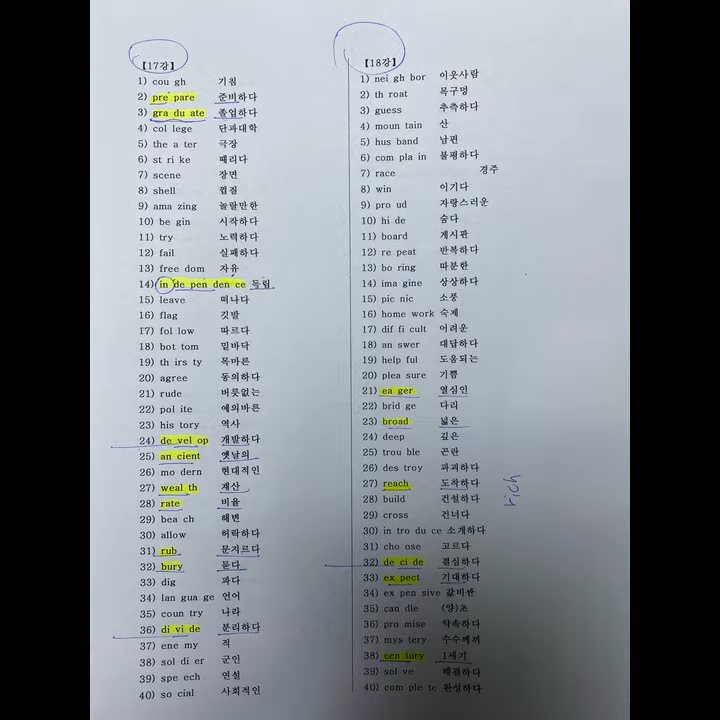 【17강】
1) cou gh 기침
2) pre pare 준비하다
3) gra du ate 졸업하다
4) col lege 단과대학
5) the a ter 극장
6) st ri ke 때리다
7) scene 장면
8) shell 껍질
9) ama zing 놀랄만한
10) be gin 시작하다
11) try 노력하다
12) fail 실패하다
13) free dom 자유
14) in de pen den ce 독립
15) leave 떠나다
16) flag 깃발
17) fol low 따르다
18) bot tom 밑바닥
19) th irs ty 목마른
20) agree 동의하다
21) rude 버릇없는
22) pol ite 예의바른
23) his tory 역사
24) de vel op 개발하다
25) an cient 옛날의
26) mo dern 현대적인
27) weal th 재산
28) rate 비율
29) bea ch 해변
30) allow 허락하다
31) rub 문지르다
32) bury 묻다
33) dig 파다
34) lan gua ge 언어
35) coun try 나라
36) di vi de 분리하다
37) ene my 적
38) sol di er 군인
39) spe ech 연설
40) so cial 사회적인
【18강】
1) nei gh bor 이웃사람
2) th roat 목구멍
3) guess 추측하다
4) moun tain 산
5) hus band 남편
6) com pla in 불평하다
7) race 경주
8) win 이기다
9) pro ud 자랑스러운
10) hi de 숨다
11) board 게시판
12) re peat 반복하다
13) bo ring 따분한
14) ima gine 상상하다
15) pic nic 소풍
16) home work 숙제
17) dif fi cult 어려운
18) an swer 대답하다
19) help ful 도움되는
20) plea sure 기쁨
21) ea ger 열심인
22) brid ge 다리
23) broad 넓은
24) deep 깊은
25) trou ble 곤란
26) des troy 파괴하다
27) reach 도착하다
28) build 건설하다
29) cross 건너다
30) in tro du ce 소개하다
31) cho ose 고르다
32) de ci de 결심하다
33) ex pect 기대하다
34) ex pen sive 값비싼
35) can dle (양)초
36) pro mise 약속하다
37) mys tery 수수께끼
38) cen tury 1세기
39) sol ve 해결하다
40) com ple te 완성하다
rich